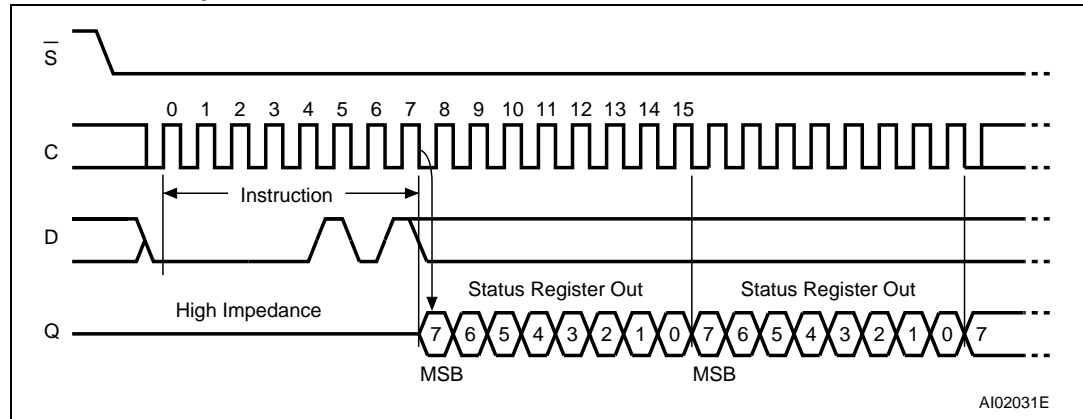 S
0 1 2 3 4 5 6 7 8 9 10 11 12 13 14 15
C
Instruction
D
Status Register Out Status Register Out
High Impedance
Q 7 6 5 4 3 2 1 0 7 6 5 4 3 2 1 0 7
MSB MSB
AI02031E